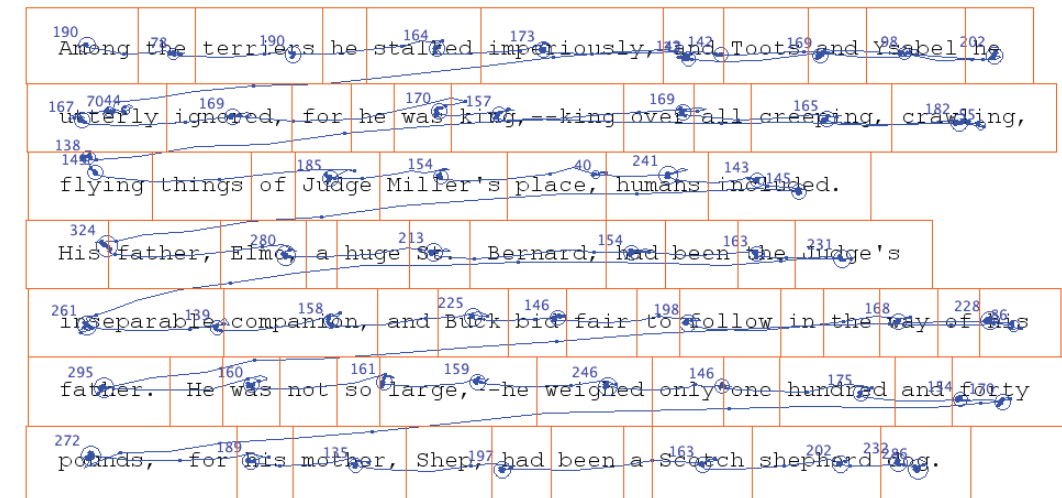 Among the terriers he stalked imperiously, and Toots and Ysabel he
utterly ignored, for he was king,--king over all creeping, crawling,
flying things of Judge Miller's place, humans included.
His father, Elmo, a huge St. Bernard, had been the Judge's
inseparable companion, and Buck bid fair to follow in the way of his
father. He was not so large,--he weighed only one hundred and forty
pounds, for his mother, Shep, had been a Scotch shepherd dog.